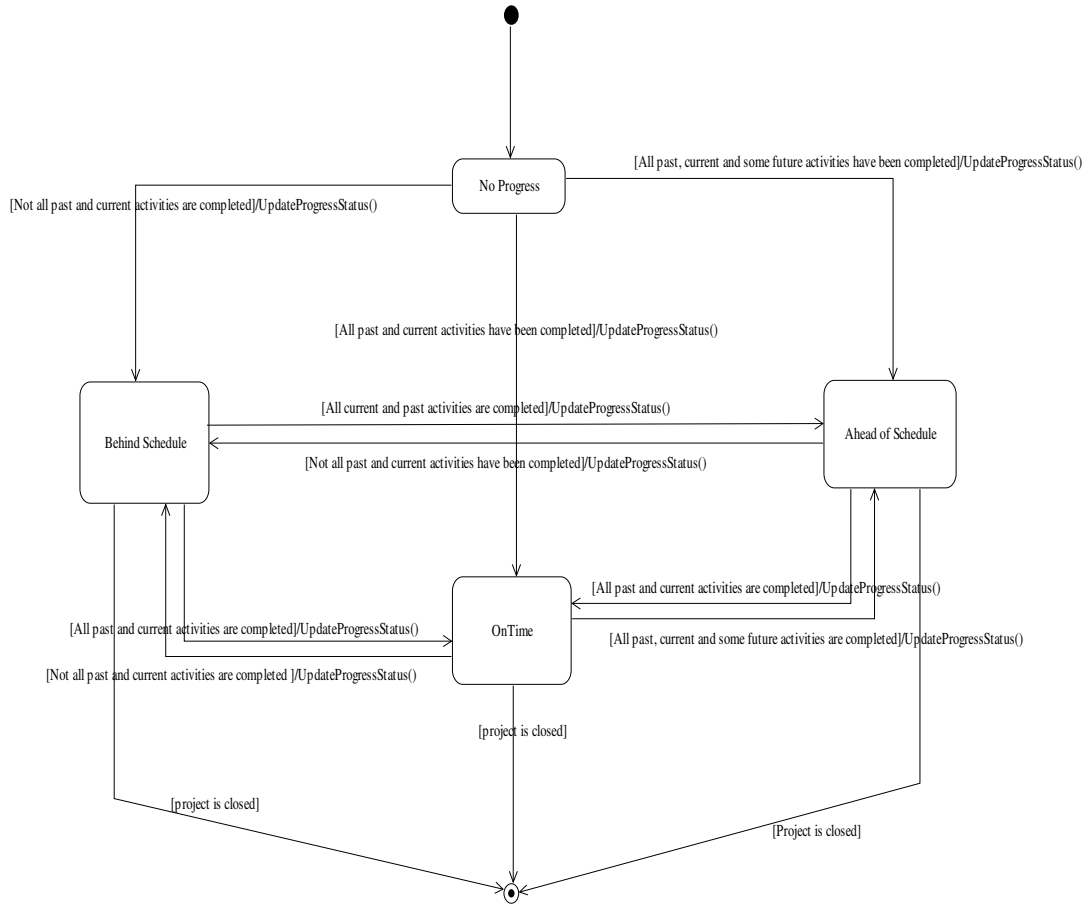 [All past, current and some future activities have been completed]/UpdateProgressStatus()
No Progress
[Not all past and current activities are completed]/UpdateProgressStatus()
[All past and current activities have been completed]/UpdateProgressStatus()
[All current and past activities are completed]/UpdateProgressStatus()
Behind Schedule
Ahead of Schedule
[Not all past and current activities have been completed]/UpdateProgressStatus()
[All past and current activities are completed]/UpdateProgressStatus()
[All past and current activities are completed]/UpdateProgressStatus()
OnTime
[All past, current and some future activities are completed]/UpdateProgressStatus()
[Not all past and current activities are completed ]/UpdateProgressStatus()
[project is closed]
[project is closed]
[Project is closed]